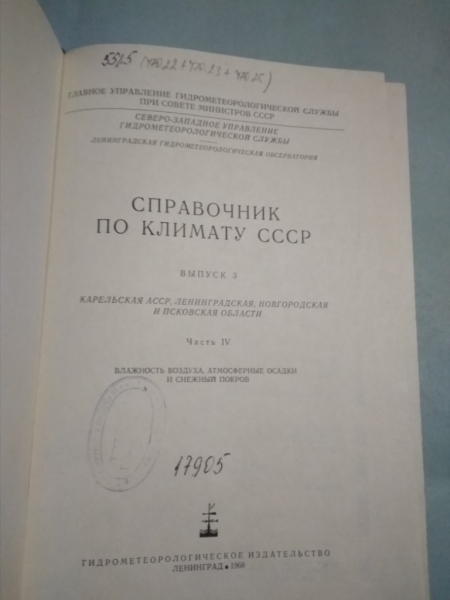 ГЛАВНОЕ УПРАВЛЕНИЕ ГИДРОМЕТЕОРОЛОГИЧЕСКОЙ СЛУЖБЫ
ПРИ СОВЕТЕ МИНИСТРОВ СССР
СЕВЕРО-ЗАПАДНОЕ УПРАВЛЕНИЕ
ГИДРОМЕТЕОРОЛОГИЧЕСКОЙ СЛУЖБЫ
ЛЕНИНГРАДСКАЯ ГИДРОМЕТЕОРОЛОГИЧЕСКАЯ ОБСЕРВАТОРИЯ
СПРАВОЧНИК
ПО КЛИМАТУ СССР
ВЫПУСК 3
КАРЕЛЬСКАЯ АССР, ЛЕНИНГРАДСКАЯ, НОВГОРОДСКАЯ
И ПСКОВСКАЯ ОБЛАСТИ
Часть IV
ВЛАЖНОСТЬ ВОЗДУХА, АТМОСФЕРНЫЕ ОСАДКИ
И СНЕЖНЫЙ ПОКРОВ
17905
ГИДРОМЕТЕОРОЛОГИЧЕСКОЕ ИЗДАТЕЛЬСТВО
ЛЕНИНГРАД • 1968